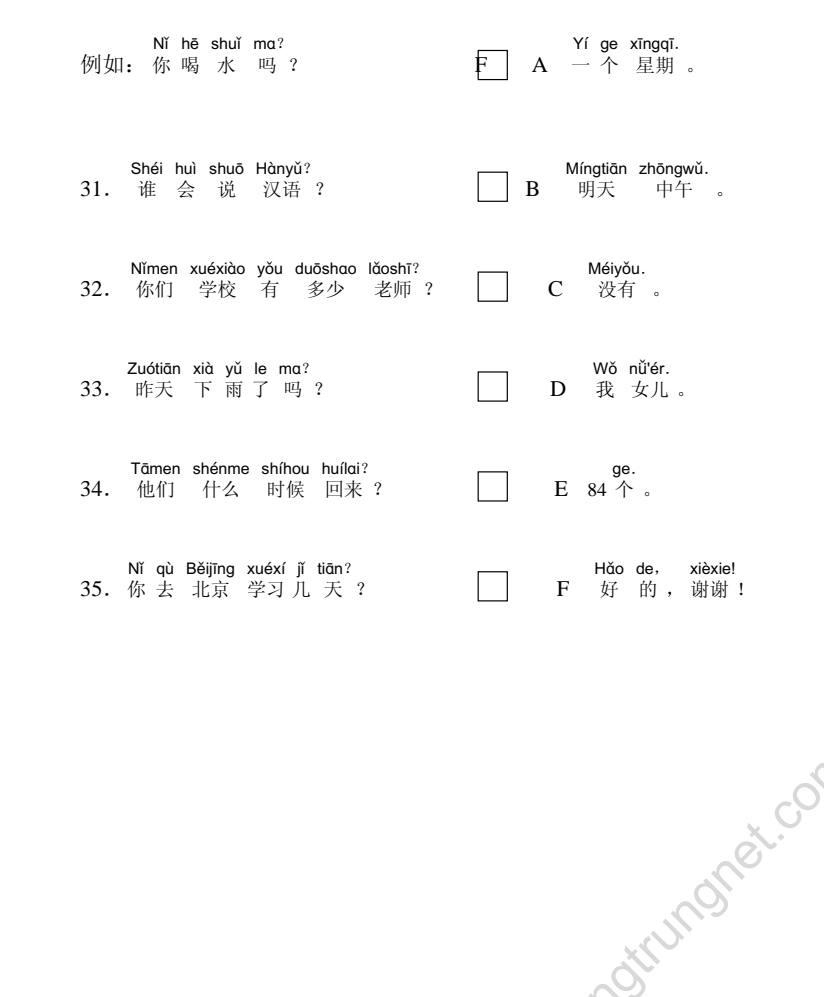 Nǐ hē shuǐ ma? Yí ge xīngqī.
例如： 你 喝 水 吗 ？ F A 一 个 星期 。
Shéi huì shuō Hànyǔ? Míngtiān zhōngwǔ.
31． 谁 会 说 汉语 ？ B 明天 中午 。
Nǐmen xuéxiào yǒu duōshao lǎoshī? Méiyǒu.
32． 你们 学校 有 多少 老师 ？ C 没有 。
Zuótiān xià yǔ le ma? Wǒ nǚ'ér.
33． 昨天 下 雨 了 吗 ？ D 我 女儿 。
Tāmen shénme shíhou huílai? ge.
34． 他们 什么 时候 回来 ？ E 84 个 。
Nǐ qù Běijīng xuéxí jǐ tiān? Hǎo de， xièxie!
35． 你 去 北京 学习 几 天 ？ F 好 的 ， 谢谢 ！